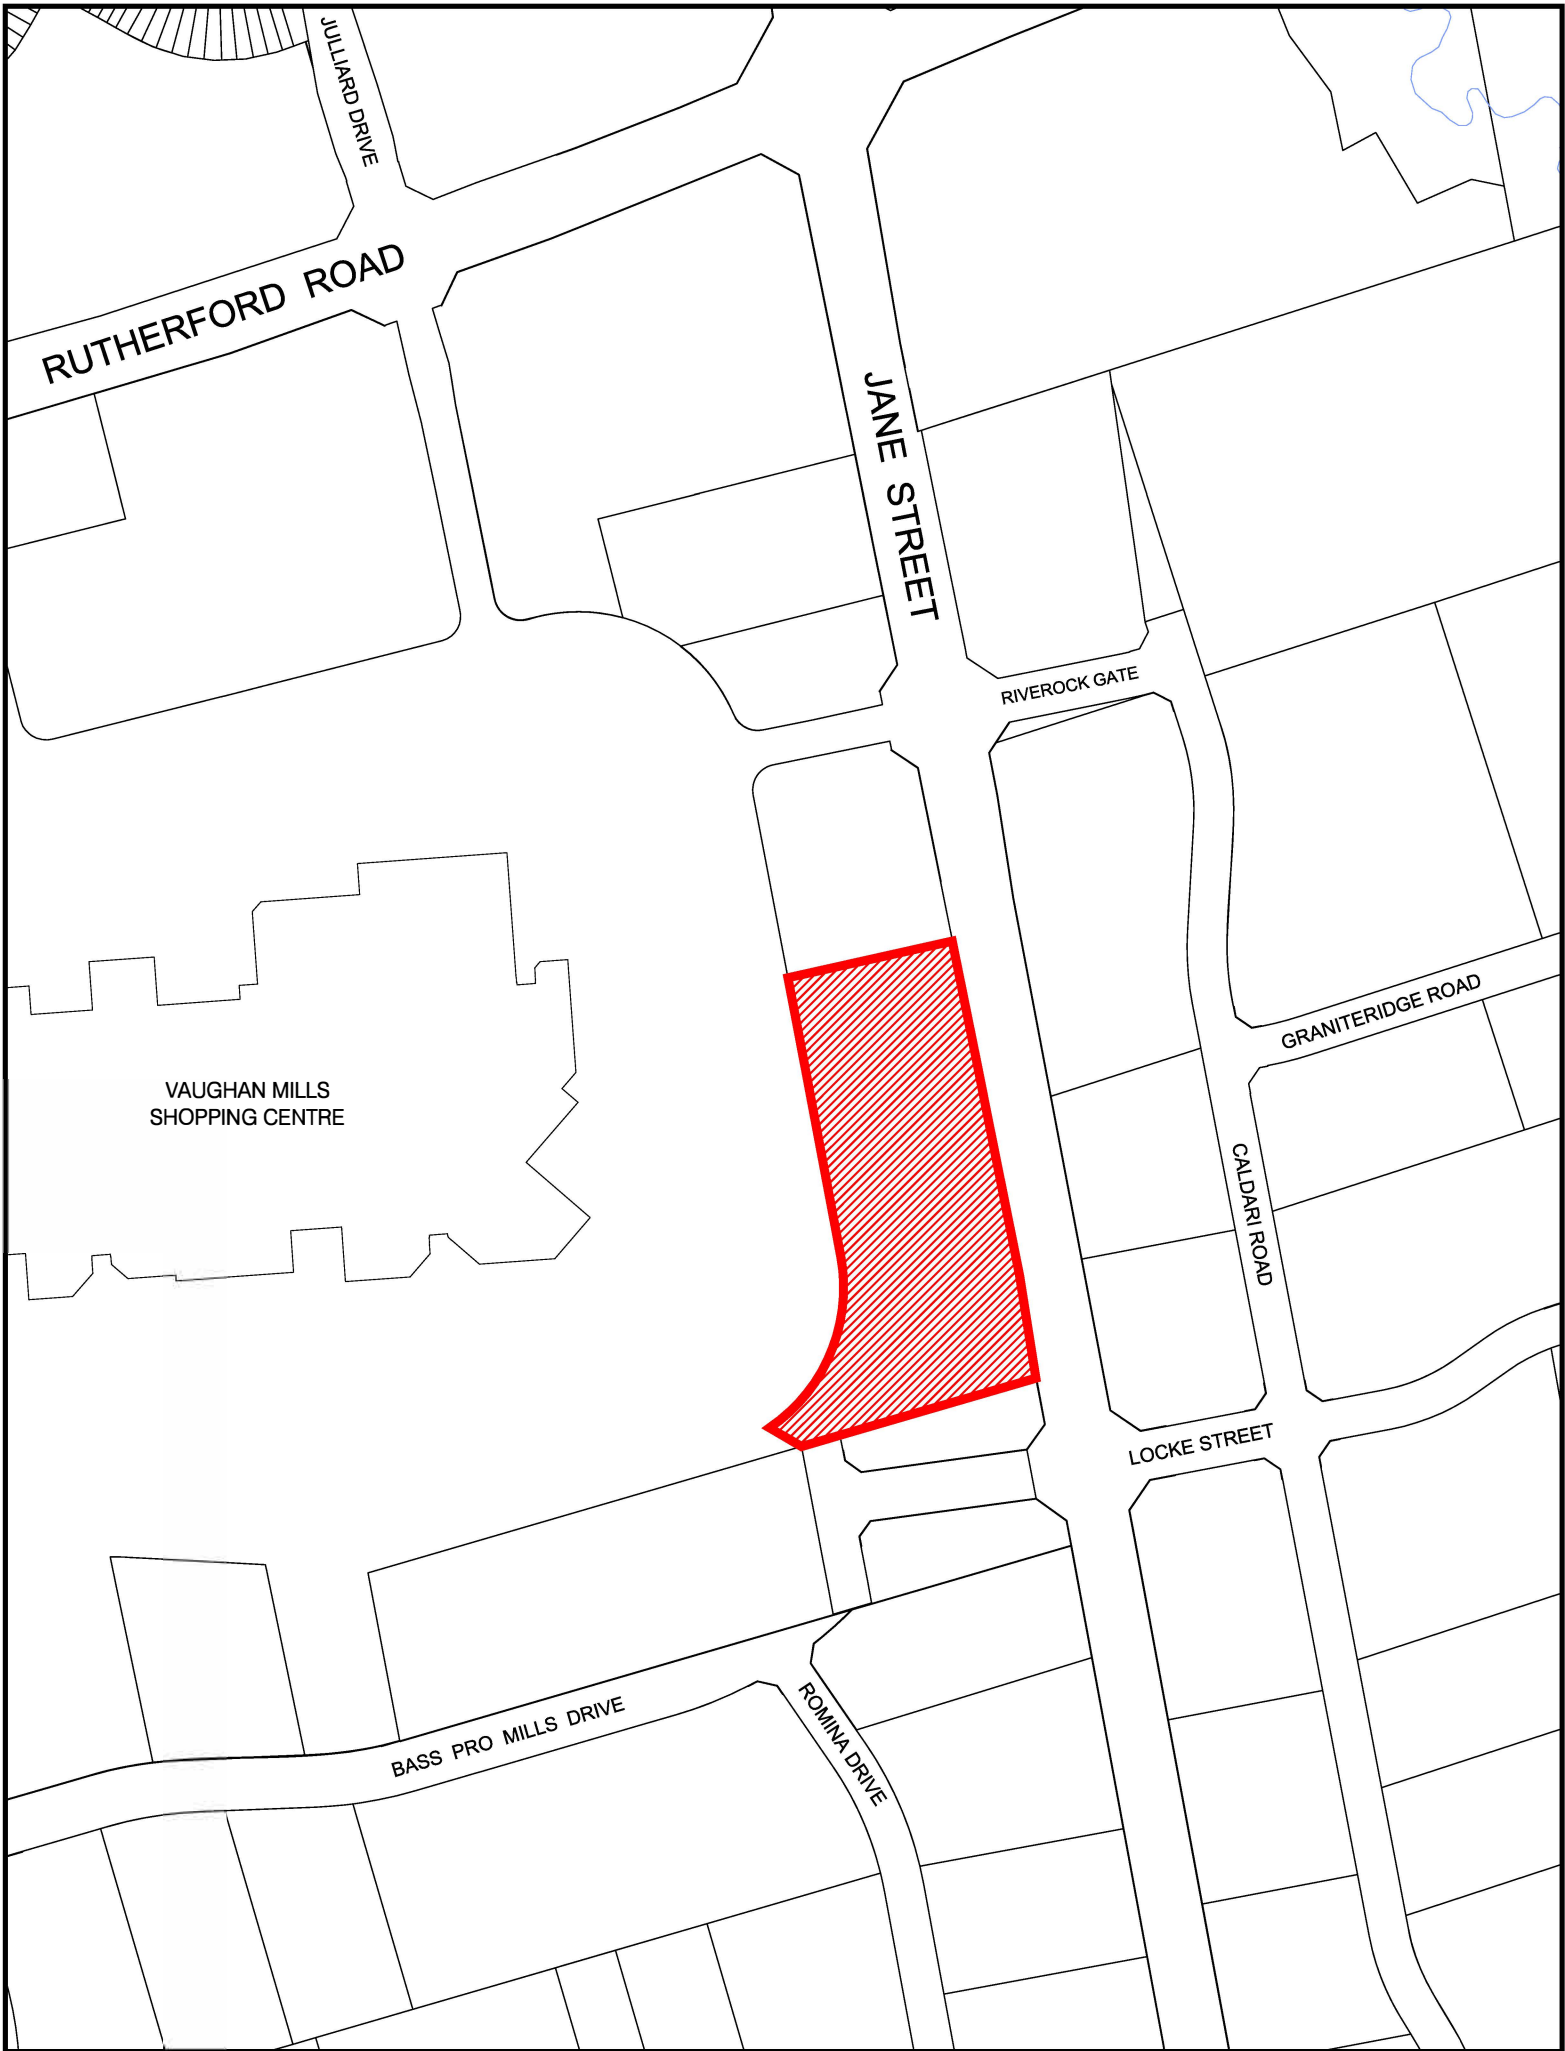 JULLIARD DRIVE
RUTHERFORD ROAD
JANE STREET
RIVEROCK GATE
GRANITERIDGE ROAD
VAUGHAN MILLS
SHOPPING CENTRE
CALDARI ROAD
LOCKE STREET
BASS PRO MILLS DRIVE
ROMINA DRIVE